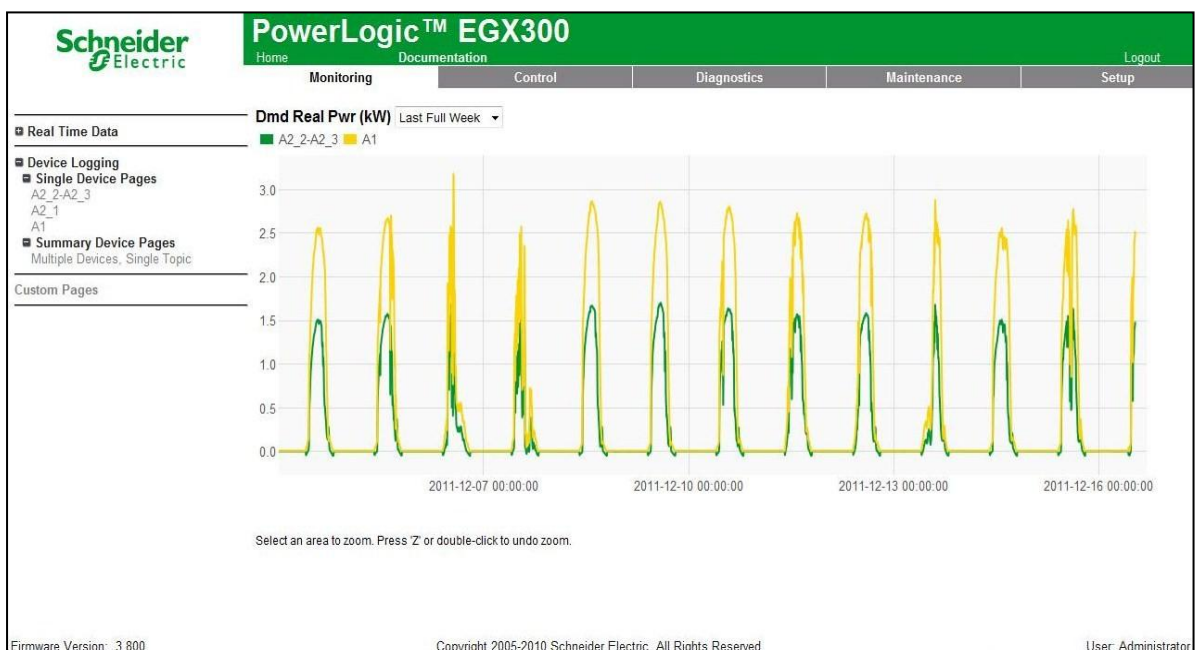 Schneider
Electric
PowerLogic™ EGX300
Home Documentation Logout
Monitoring Control Diagnostics Maintenance Setup
Real Time Data
Device Logging
Single Device Pages
A2_2-A2_3
A2_1
A1
Summary Device Pages
Multiple Devices, Single Topic
Custom Pages
Dmd Real Pwr (kW) Last Full Week
A2_2-A2_3 A1
3.0
2.5
2.0
1.5
1.0
0.5
0.0
2011-12-07 00:00:00 2011-12-10 00:00:00 2011-12-13 00:00:00 2011-12-16 00:00:00
Select an area to zoom. Press 'Z' or double-click to undo zoom.
Firmware Version: 3.800 Copyright 2005-2010 Schneider Electric. All Rights Reserved User: Administrator